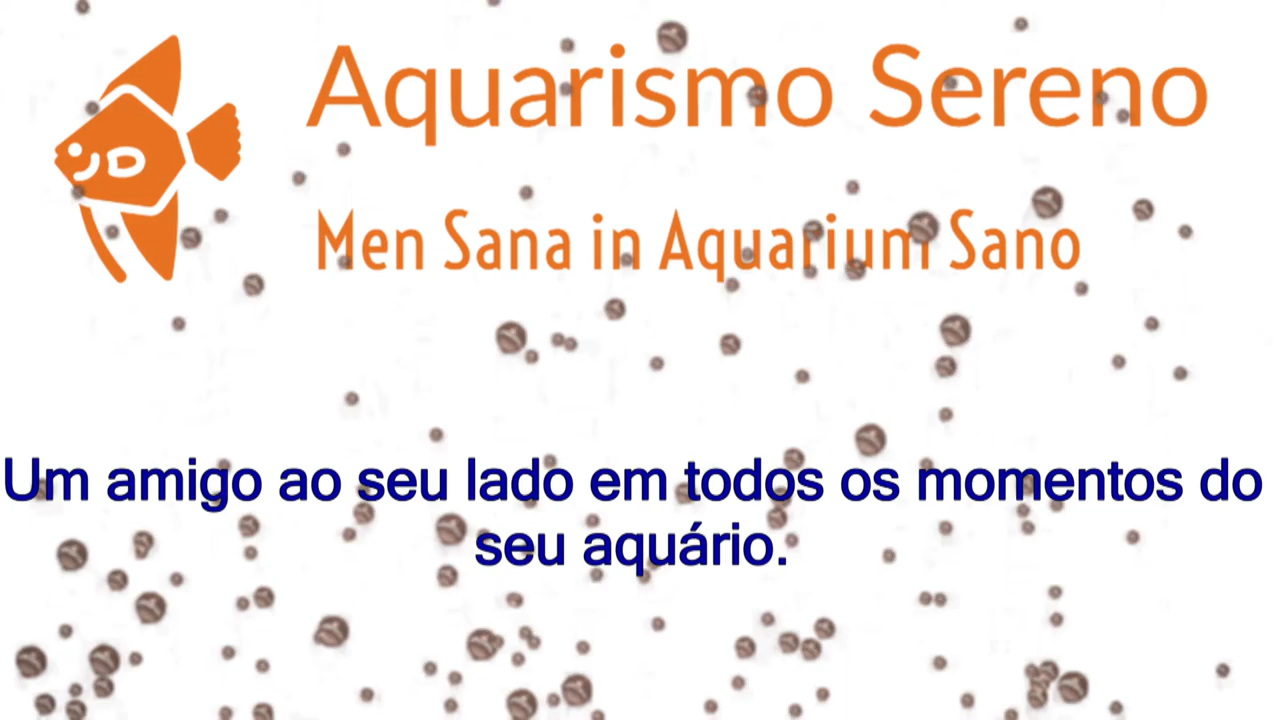 Aquarismo Sereno
JD
Men Sana in Aquarium Sano
Um amigo ao seu lado em todos os momentos do
seu aquário.